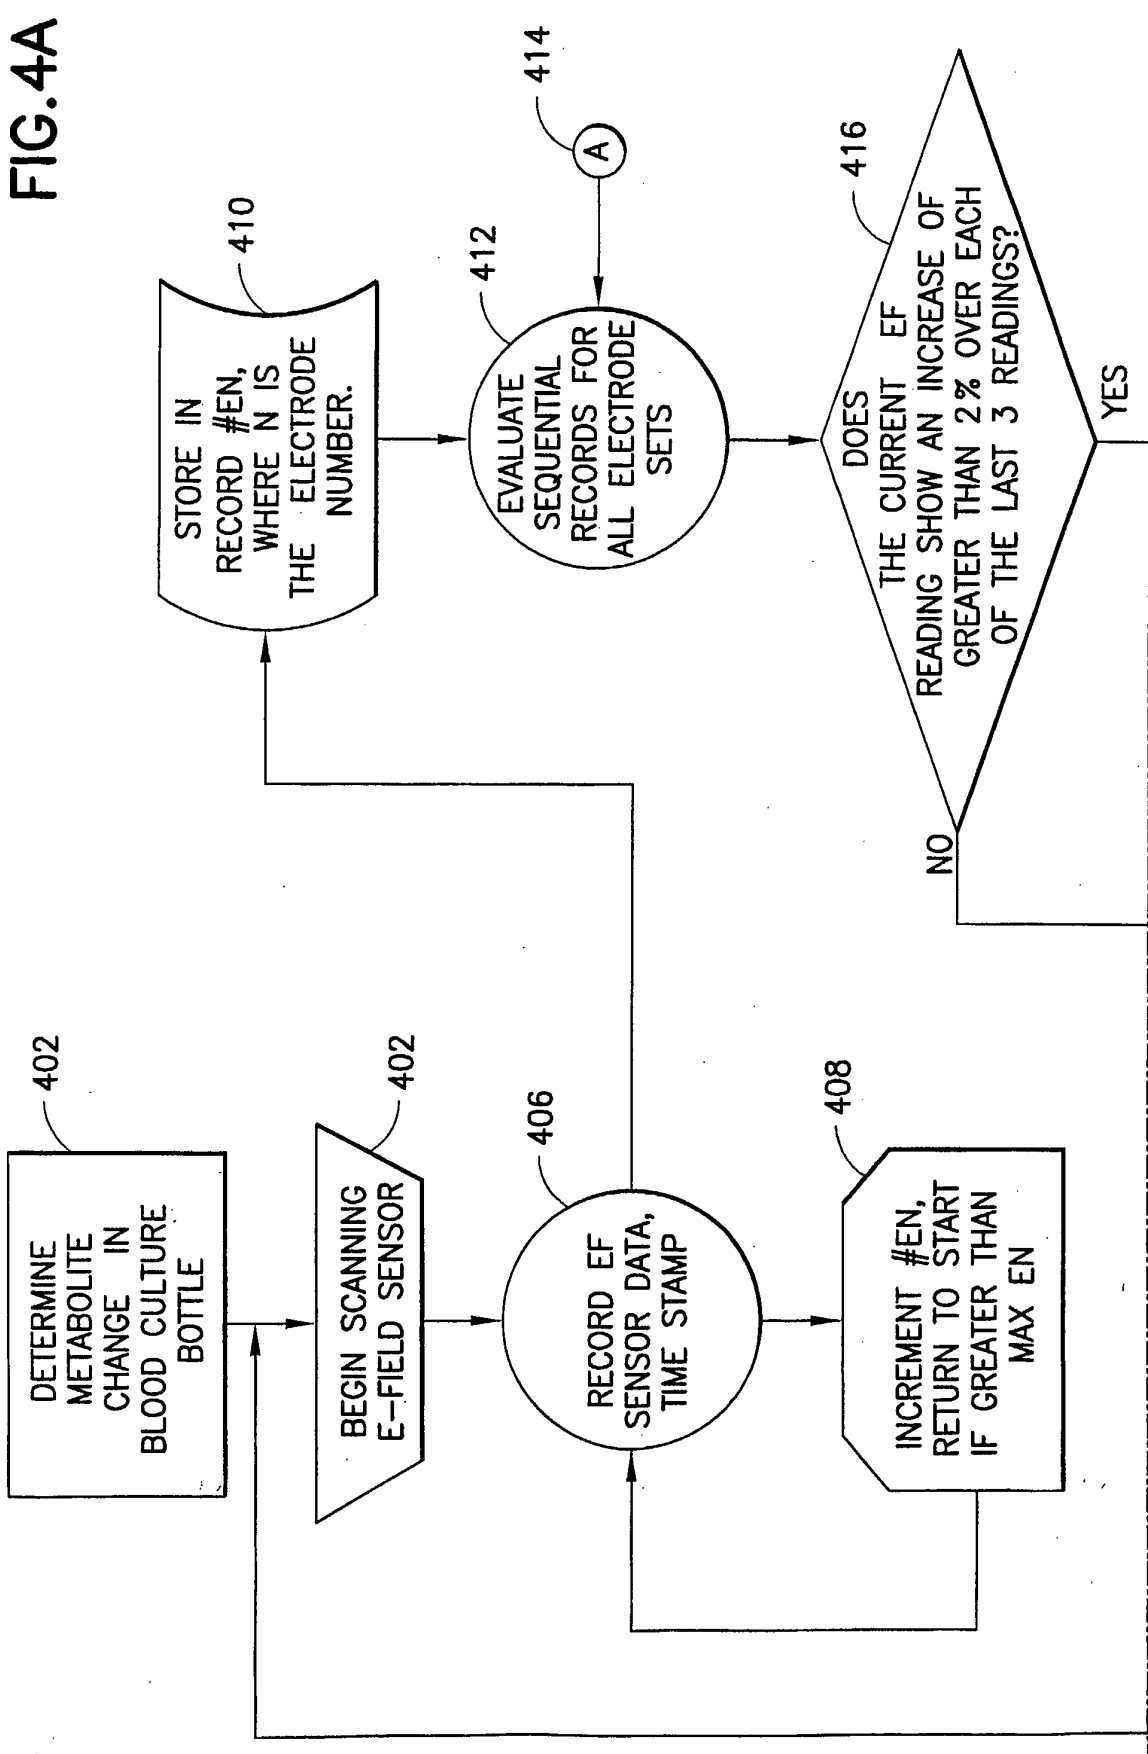 FIG.4A
DETERMINE
METABOLITE
CHANGE IN
BLOOD CULTURE
BOTTLE
402
BEGIN SCANNING
E-FIELD SENSOR
402
RECORD EF
SENSOR DATA,
TIME STAMP
406
INCREMENT #EN,
RETURN TO START
IF GREATER THAN
MAX EN
408
STORE IN
RECORD #EN,
WHERE N IS
THE ELECTRODE
NUMBER.
410
EVALUATE
SEQUENTIAL
RECORDS FOR
ALL ELECTRODE
SETS
412
A
414
DOES
THE CURRENT EF
READING SHOW AN INCREASE OF
GREATER THAN 2% OVER EACH
OF THE LAST 3 READINGS?
416
NO
YES